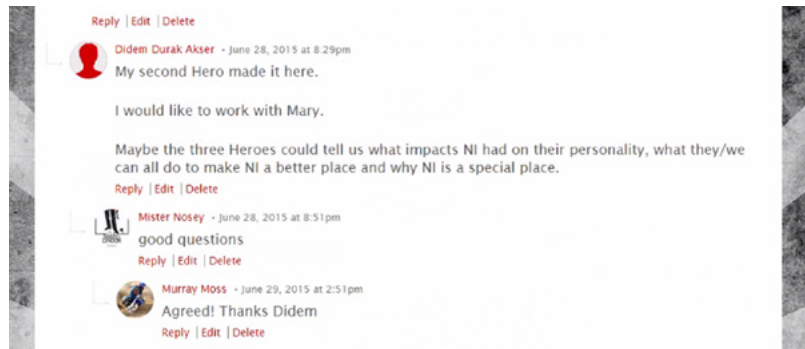 Reply | Edit | Delete
Didem Durak Akser • June 28, 2015 at 8:29pm
My second Hero made it here.
I would like to work with Mary.
Maybe the three Heroes could tell us what impacts NI had on their personality, what they/we
can all do to make NI a better place and why NI is a special place.
Reply | Edit | Delete
Mister Nosey • June 28, 2015 at 8:51pm
good questions
Reply | Edit | Delete
Murray Moss • June 29, 2015 at 2:51pm
Agreed! Thanks Didem
Reply | Edit | Delete